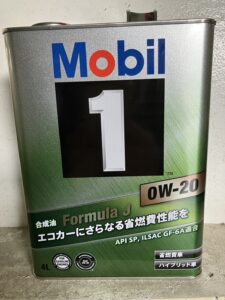 Mobil
1
0W-20
合成油 Formula J
エコカーにさらなる省燃費性能を
API SP, ILSAC GF-6A適合
4L
省燃費車
ハイブリッド車